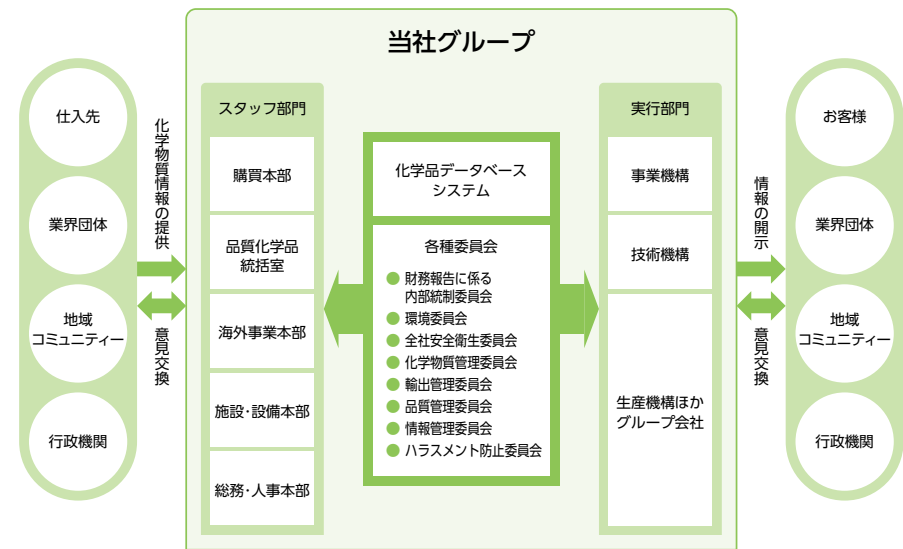 当社グループ
仕入先
業界団体
地域
コミュニティー
行政機関
化学物質情報の提供
意見交換
スタッフ部門
購買本部
品質化学品
統括室
海外事業本部
施設・設備本部
総務・人事本部
化学品データベース
システム
各種委員会
● 財務報告に係る
内部統制委員会
● 環境委員会
● 全社安全衛生委員会
● 化学物質管理委員会
● 輸出管理委員会
● 品質管理委員会
● 情報管理委員会
● ハラスメント防止委員会
実行部門
事業機構
技術機構
生産機構ほか
グループ会社
情報の開示
意見交換
お客様
業界団体
地域
コミュニティー
行政機関